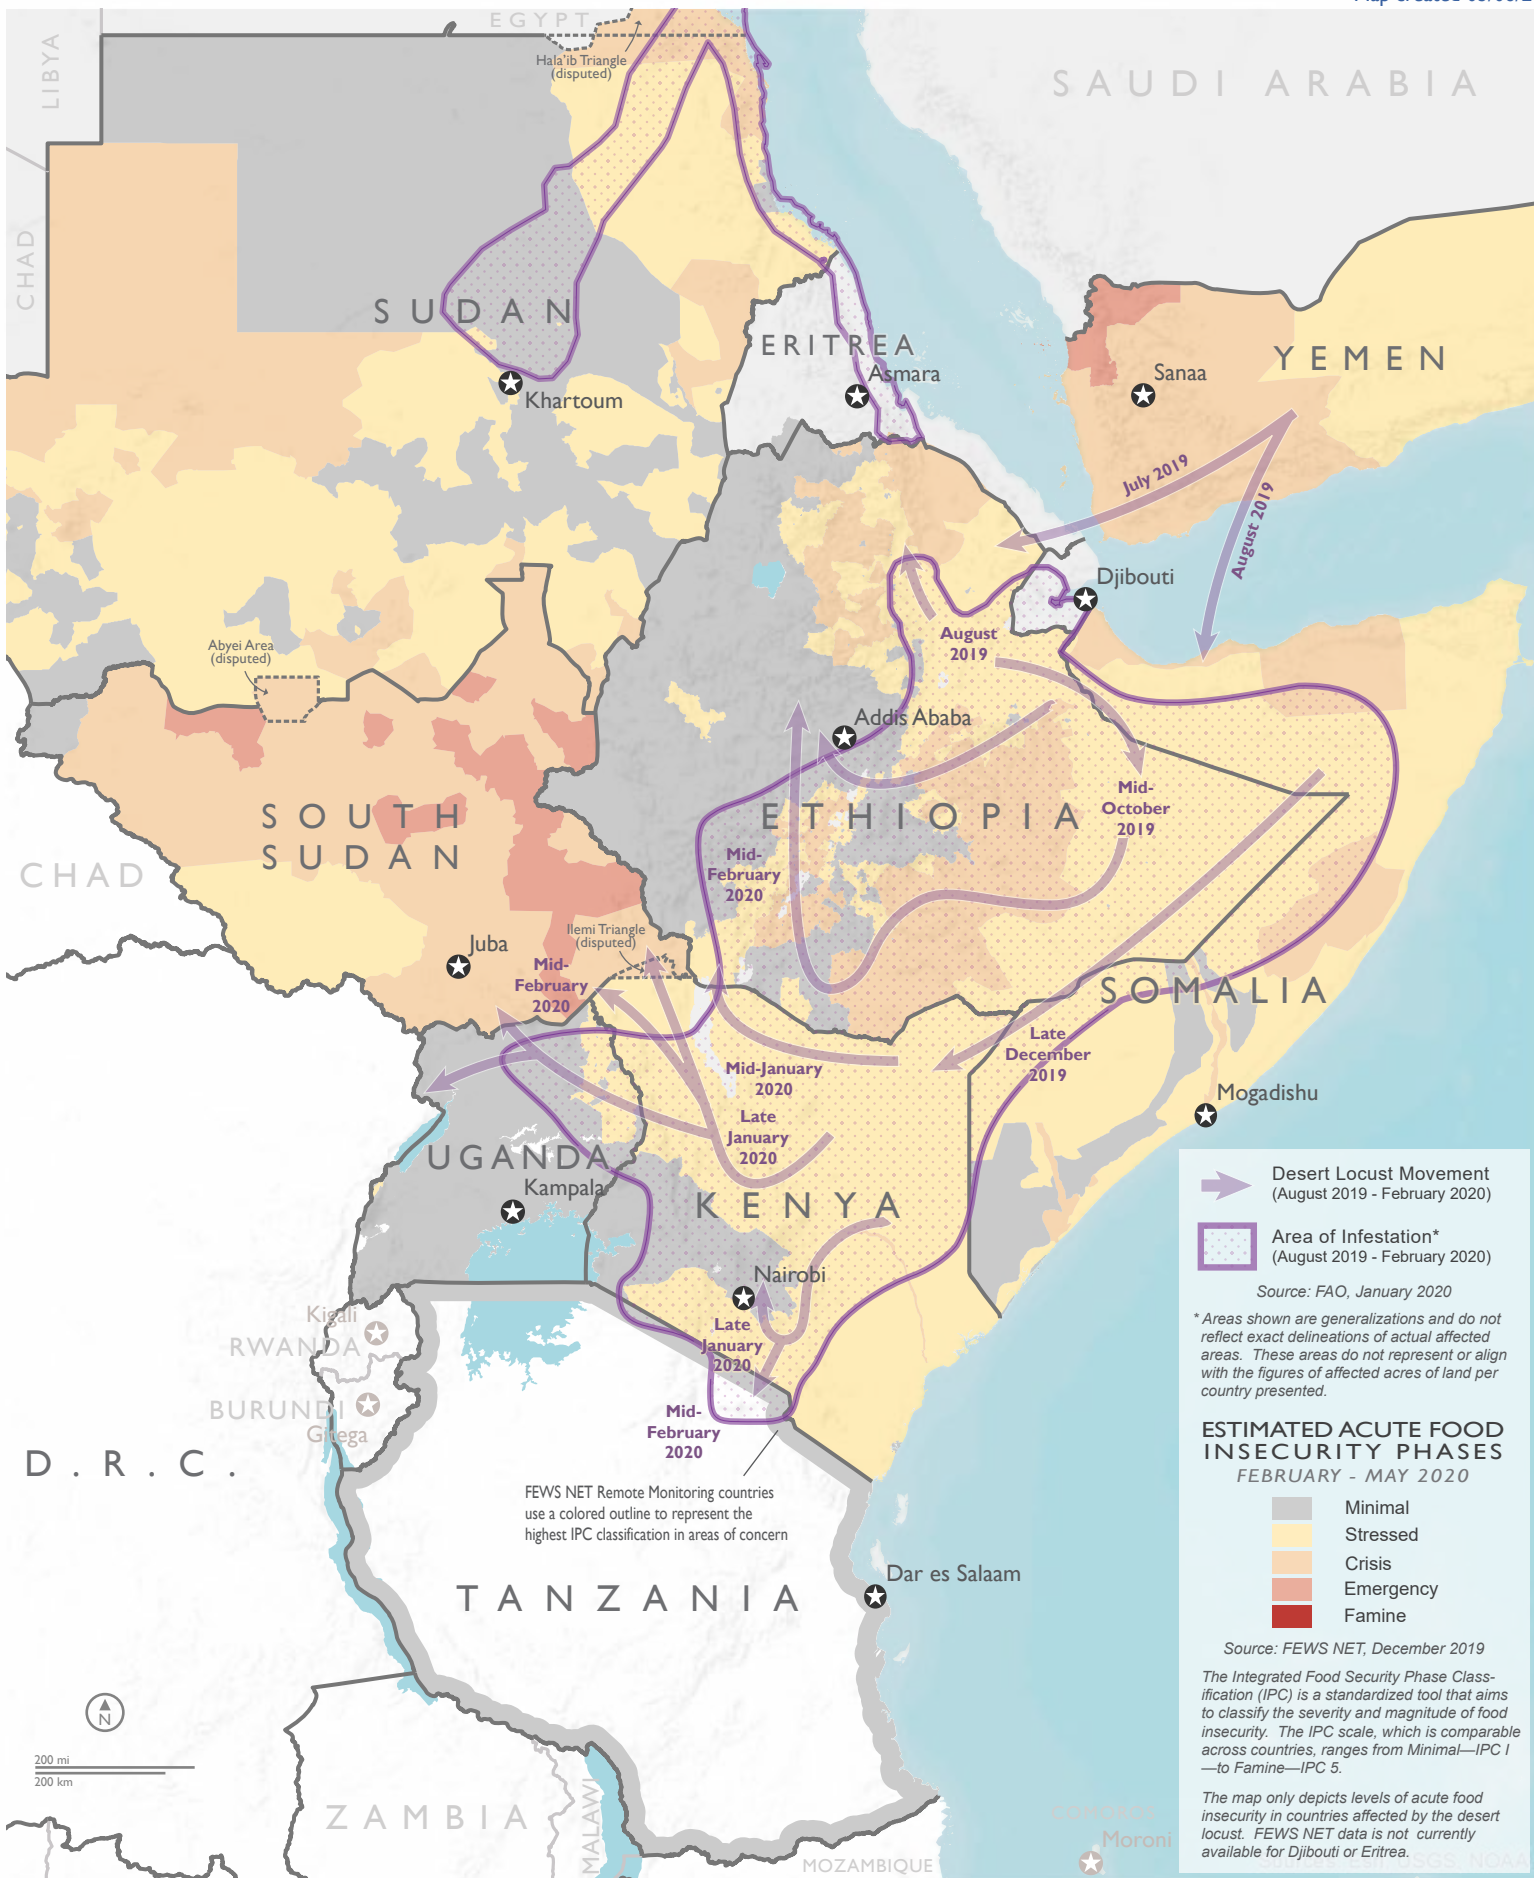 EGYPT
LIBYA
Hala'ib Triangle
(disputed)
SAUDI ARABIA
CHAD
SUDAN
ERITREA
Asmara
YEMEN
Sanaa
Khartoum
July 2019
August 2019
Djibouti
August
2019
Abyei Area
(disputed)
Addis Ababa
Mid-
October
2019
ETHIOPIA
SOUTH
SUDAN
CHAD
Mid-
February
2020
Ilemi Triangle
(disputed)
Juba
Mid-
February
2020
SOMALIA
Late
December
2019
Mid-January
2020
Mogadishu
Late
January
2020
UGANDA
Kampala
KENYA
Nairobi
Late
January
2020
Kigali
RWANDA
BURUNDI
Gitega
Mid-
February
2020
D.R.C.
FEWS NET Remote Monitoring countries
use a colored outline to represent the
highest IPC classification in areas of concern
Dar es Salaam
TANZANIA
N
200 mi
200 km
ZAMBIA
MALAWI
MOZAMBIQUE
COMOROS
Moroni
Desert Locust Movement
(August 2019 - February 2020)
Area of Infestation*
(August 2019 - February 2020)
Source: FAO, January 2020
* Areas shown are generalizations and do not
reflect exact delineations of actual affected
areas. These areas do not represent or align
with the figures of affected acres of land per
country presented.
ESTIMATED ACUTE FOOD
INSECURITY PHASES
FEBRUARY - MAY 2020
Minimal
Stressed
Crisis
Emergency
Famine
Source: FEWS NET, December 2019
The Integrated Food Security Phase Class-
ification (IPC) is a standardized tool that aims
to classify the severity and magnitude of food
insecurity. The IPC scale, which is comparable
across countries, ranges from Minimal—IPC I
—to Famine—IPC 5.
The map only depicts levels of acute food
insecurity in countries affected by the desert
locust. FEWS NET data is not currently
available for Djibouti or Eritrea.
Sources: Esri, USGS, NOAA